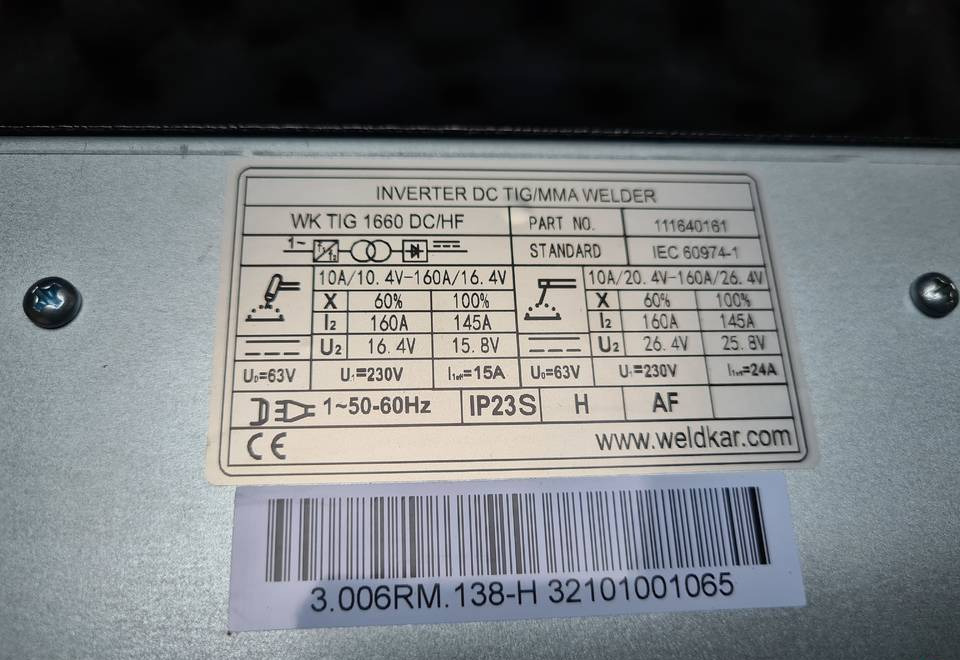 INVERTER DC TIG/MMA WELDER
WK TIG 1660 DC/HF PART NO. 111640161
1~ f1 f2 STANDARD IEC 60974-1
10A/10.4V-160A/16.4V 10A/20.4V-160A/26.4V
X 60% 100% X 60% 100%
I2 160A 145A I2 160A 145A
U2 16.4V 15.8V U2 26.4V 25.8V
U0=63V U1=230V I1eff=15A U0=63V U1=230V I1eff=24A
1~50-60Hz IP23S H AF
CE www.weldkar.com
3.006RM.138-H 32101001065